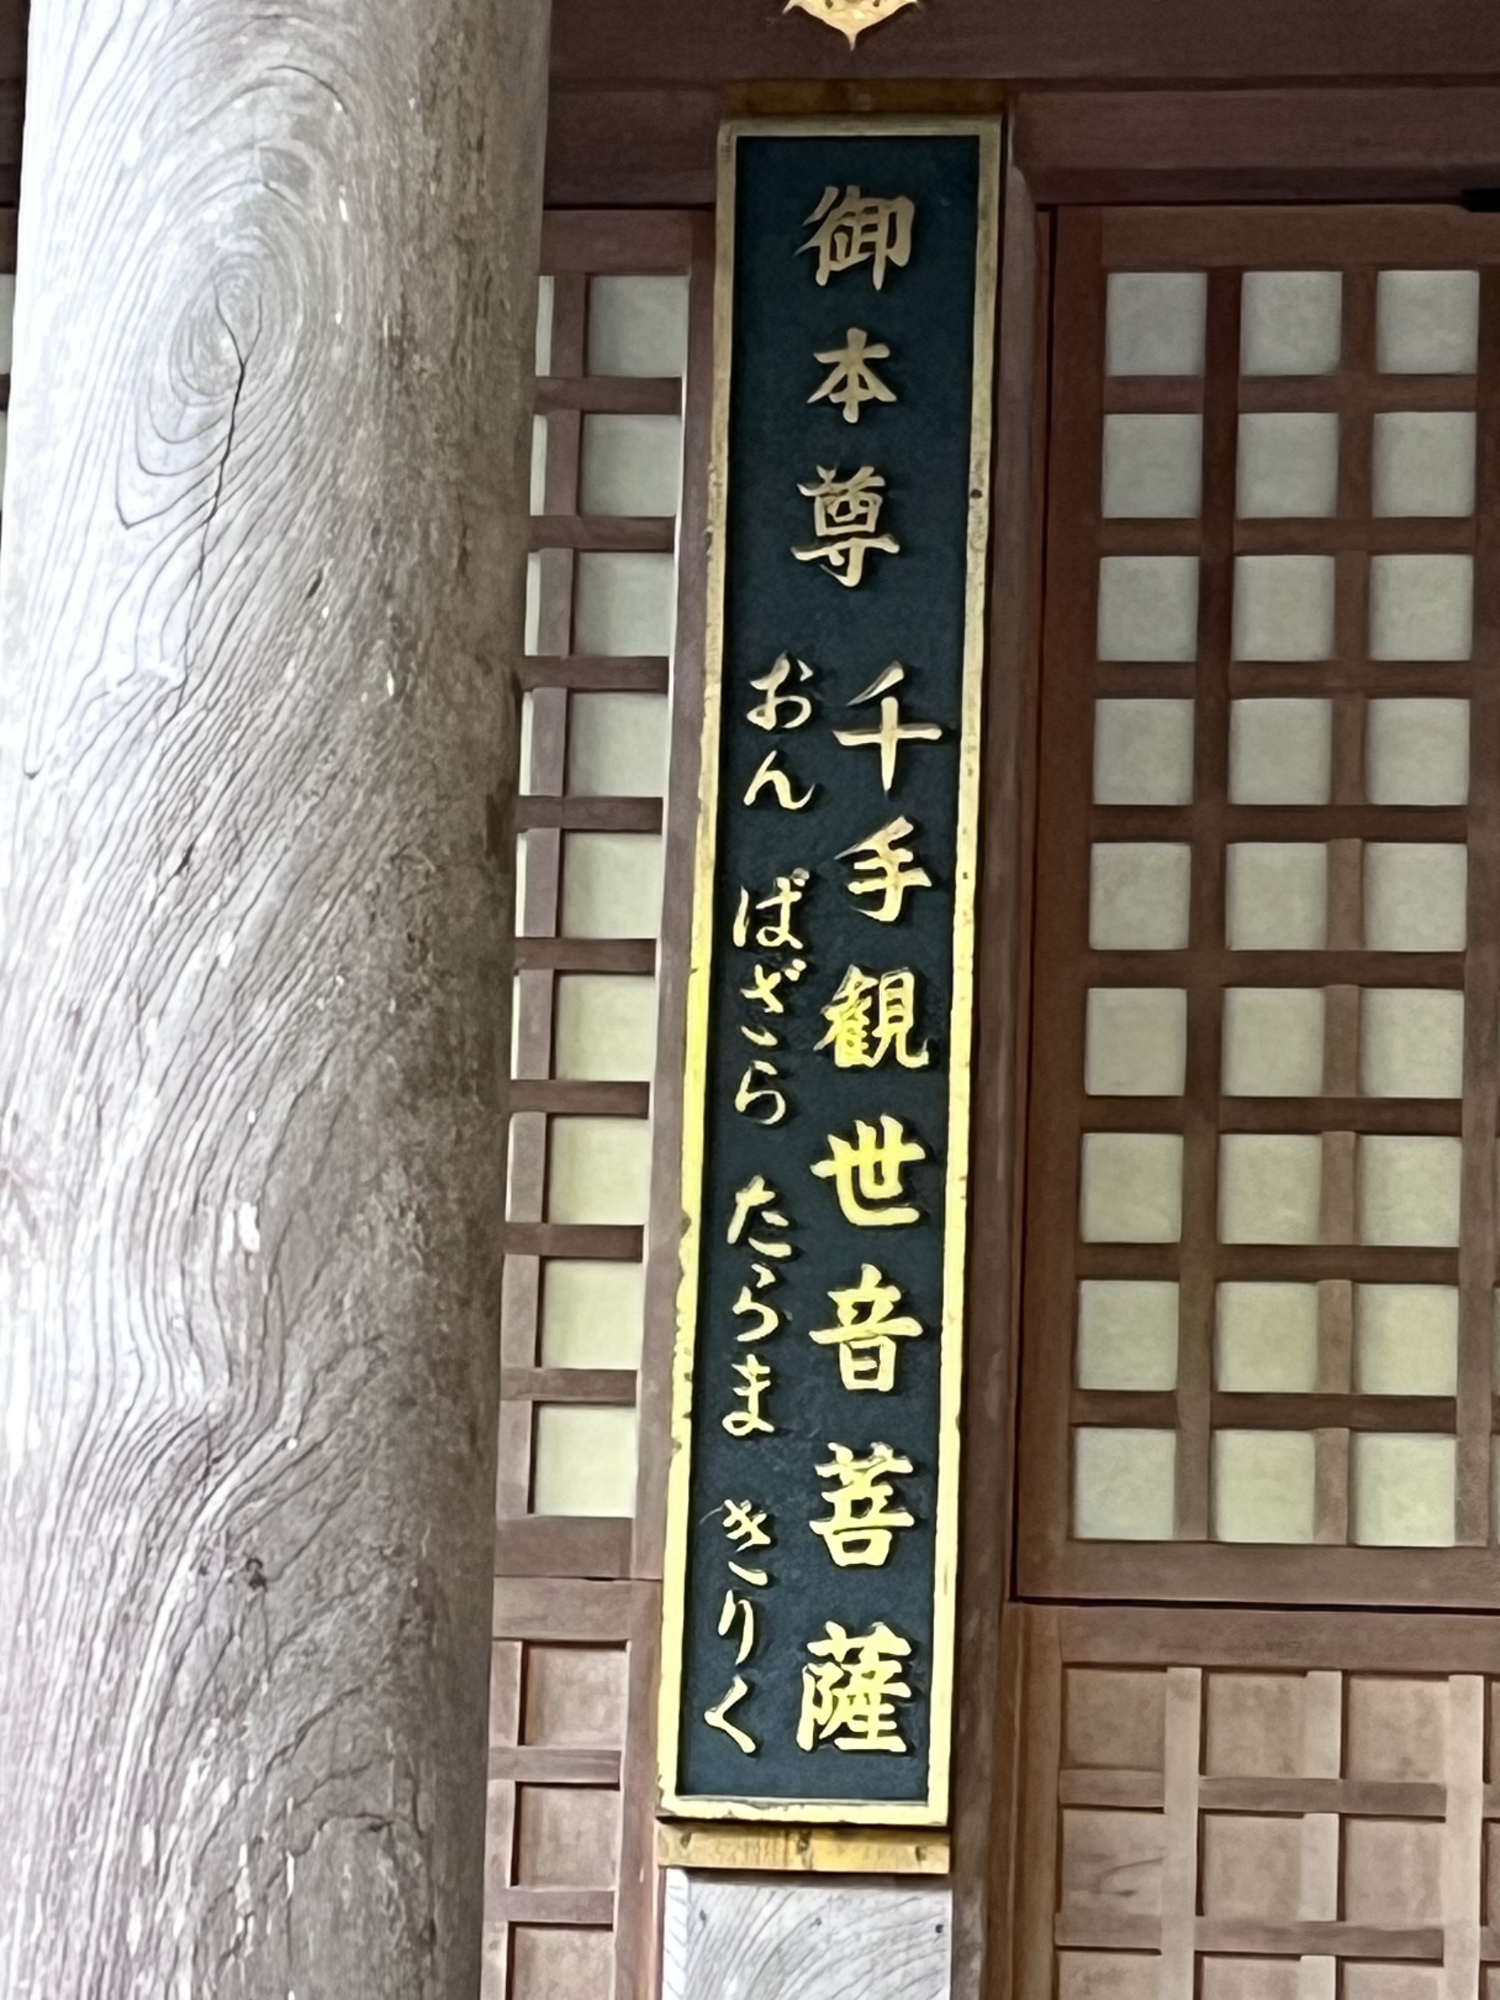 御本尊
千手観世音菩薩
おん ばざら たらま きりく